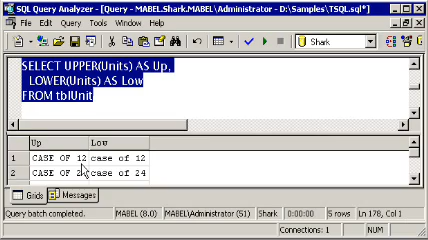 SQL Query Analyzer - [Query - MABEL.Shark.MABEL\Administrator - D:\Samples\TSQL.sql*]
File Edit Query Tools Window Help
Shark
SELECT UPPER(Units) AS Up,
LOWER(Units) AS Low
FROM tblUnit
Up Low
1 CASE OF 12 case of 12
2 CASE OF 24 case of 24
Grids Messages
Query batch completed. MABEL (8.0) MABEL\Administrator (51) Shark 0:00:00 5 rows Ln 178, Col 1
Connections: 1 NUM